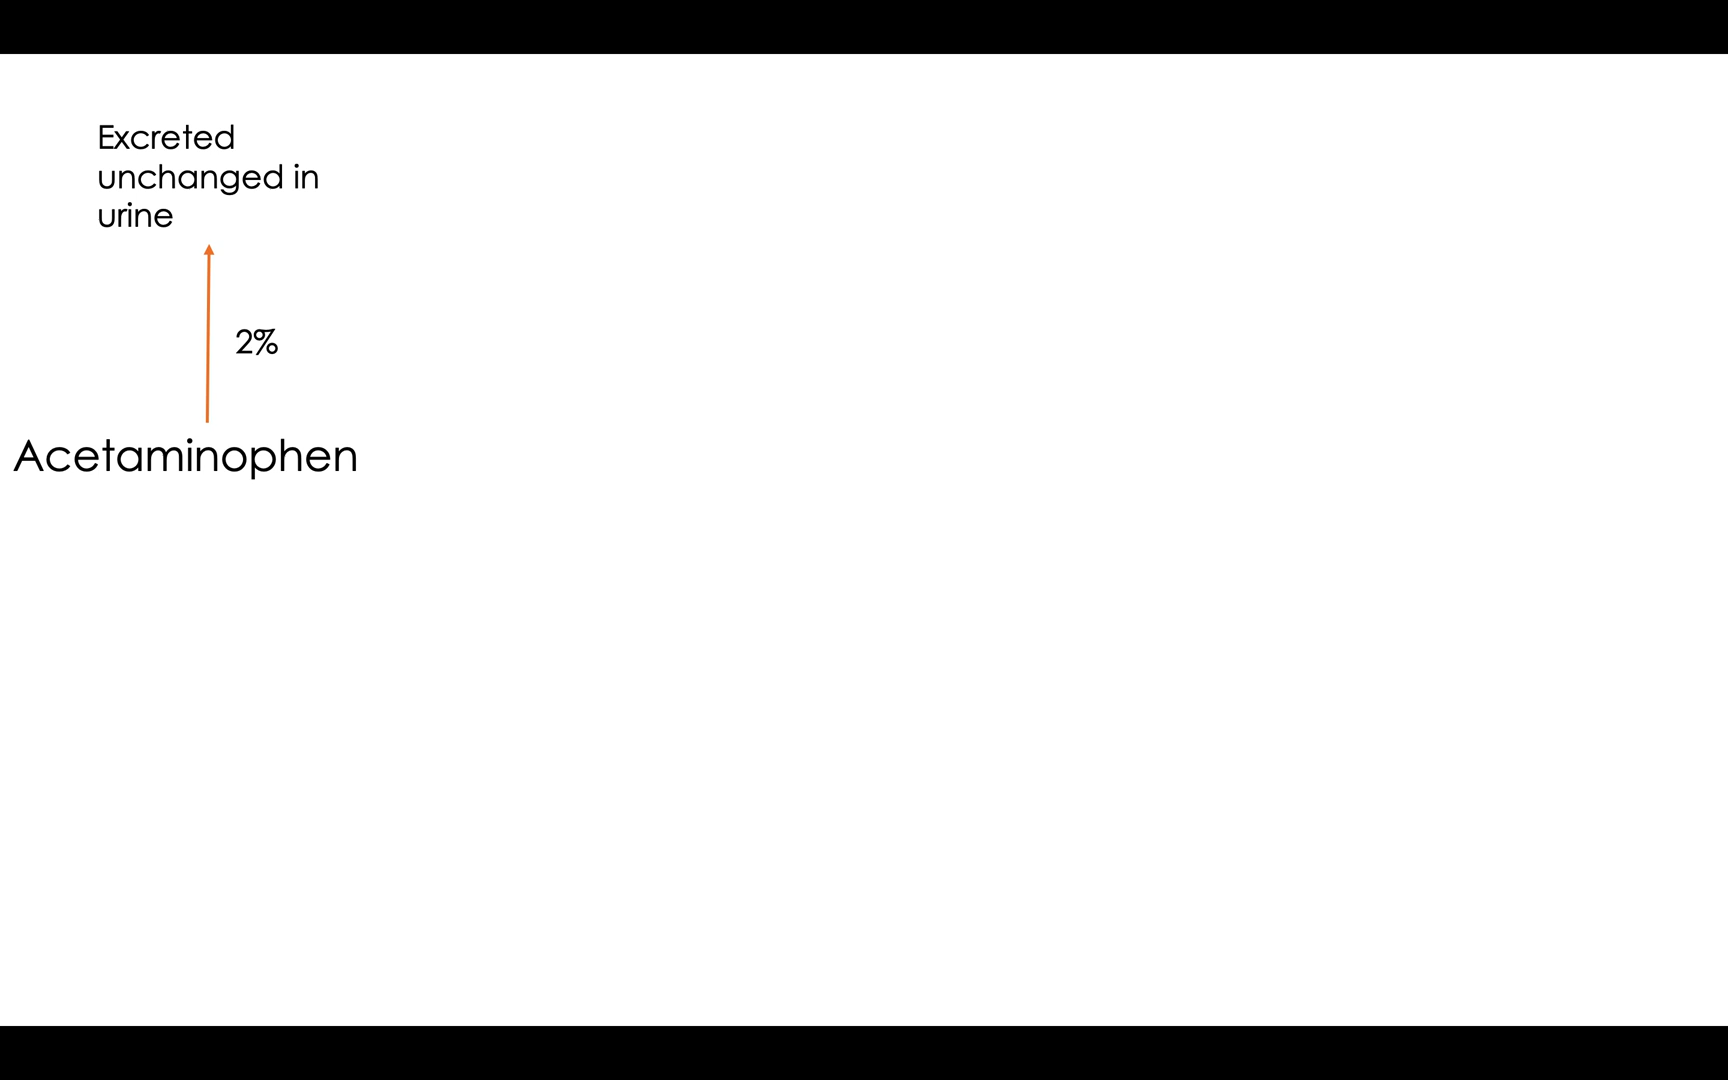 Excreted
unchanged in
urine
2%
Acetaminophen